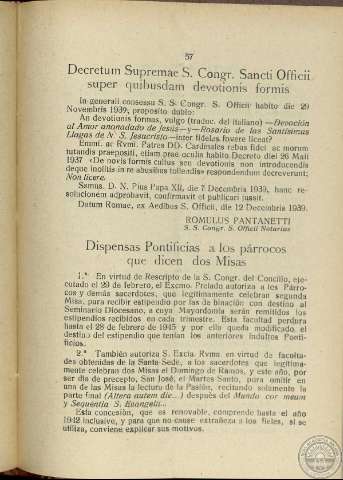 57
Decretum Supremae S. Congr. Sancti Officii
super quibusdam devotionis formis
In generali consessu S. S. Congr. S. Officii habito die 29
Novembris 1939, proposito dubio:
An devotionis formas, vulgo (traduc. del italiano) —Devoción
al Amor anonadado de Jesús—y—Rosario de las Santísimas
Llagas de N. S. Jesucristo—inter fideles fovere liceat?
Emmi. ac Rvmi. Patres DD. Cardinales rebus fidei ac morum
tutandis praepositi, etiam prae oculis habito Decreto diei 26 Maii
1937 «De novis formis cultus seu devotionis non introducendis
deque inolitis in re abusibus tollendis» respondendum decreverunt:
Non licere.
Ssmus. D. N. Pius Papa XII, die 7 Decembris 1939, hanc re-
solucionem adprobavit, confirmavit et publicari jussit.
Datum Romae, ex Aedibus S. Officii, die 12 Decembris 1939.
ROMULUS PANTANETTI
S. S. Congr. S. Officii Notarius
Dispensas Pontificias a los párrocos
que dicen dos Misas
1.º En virtud de Rescripto de la S. Congr. del Concilio, eje-
cutado el 29 de febrero, el Excmo. Prelado autoriza a los Párro-
cos y demás sacerdotes, que legítimamente celebran segunda
Misa, para recibir estipendio por las de binación con destino al
Seminario Diocesano, a cuya Mayordomía serán remitidos los
estipendios recibidos en cada trimestre. Esta facultad perdura
hasta el 28 de febrero de 1945 y por ella queda modificado el
destino del estipendio que tenían los anteriores indultos Ponti-
ficios.
2.º También autoriza S. Excia. Rvma. en virtud de faculta-
des obtenidas de la Santa Sede, a los sacerdotes que legítima-
mente celebran dos Misas el Domingo de Ramos, y este año, por
ser día de precepto, San José, el Martes Santo, para omitir en
una de las Misas la lectura de la Pasión, recitando solamente la
parte final (Altera autem die...) después del Munda cor meum
y Sequentia S. Evangelii...
Esta concesión, que es renovable, comprende hasta el año
1942 inclusive, y para que no cause extrañeza a los fieles, si se
utiliza, conviene explicar sus motivos.